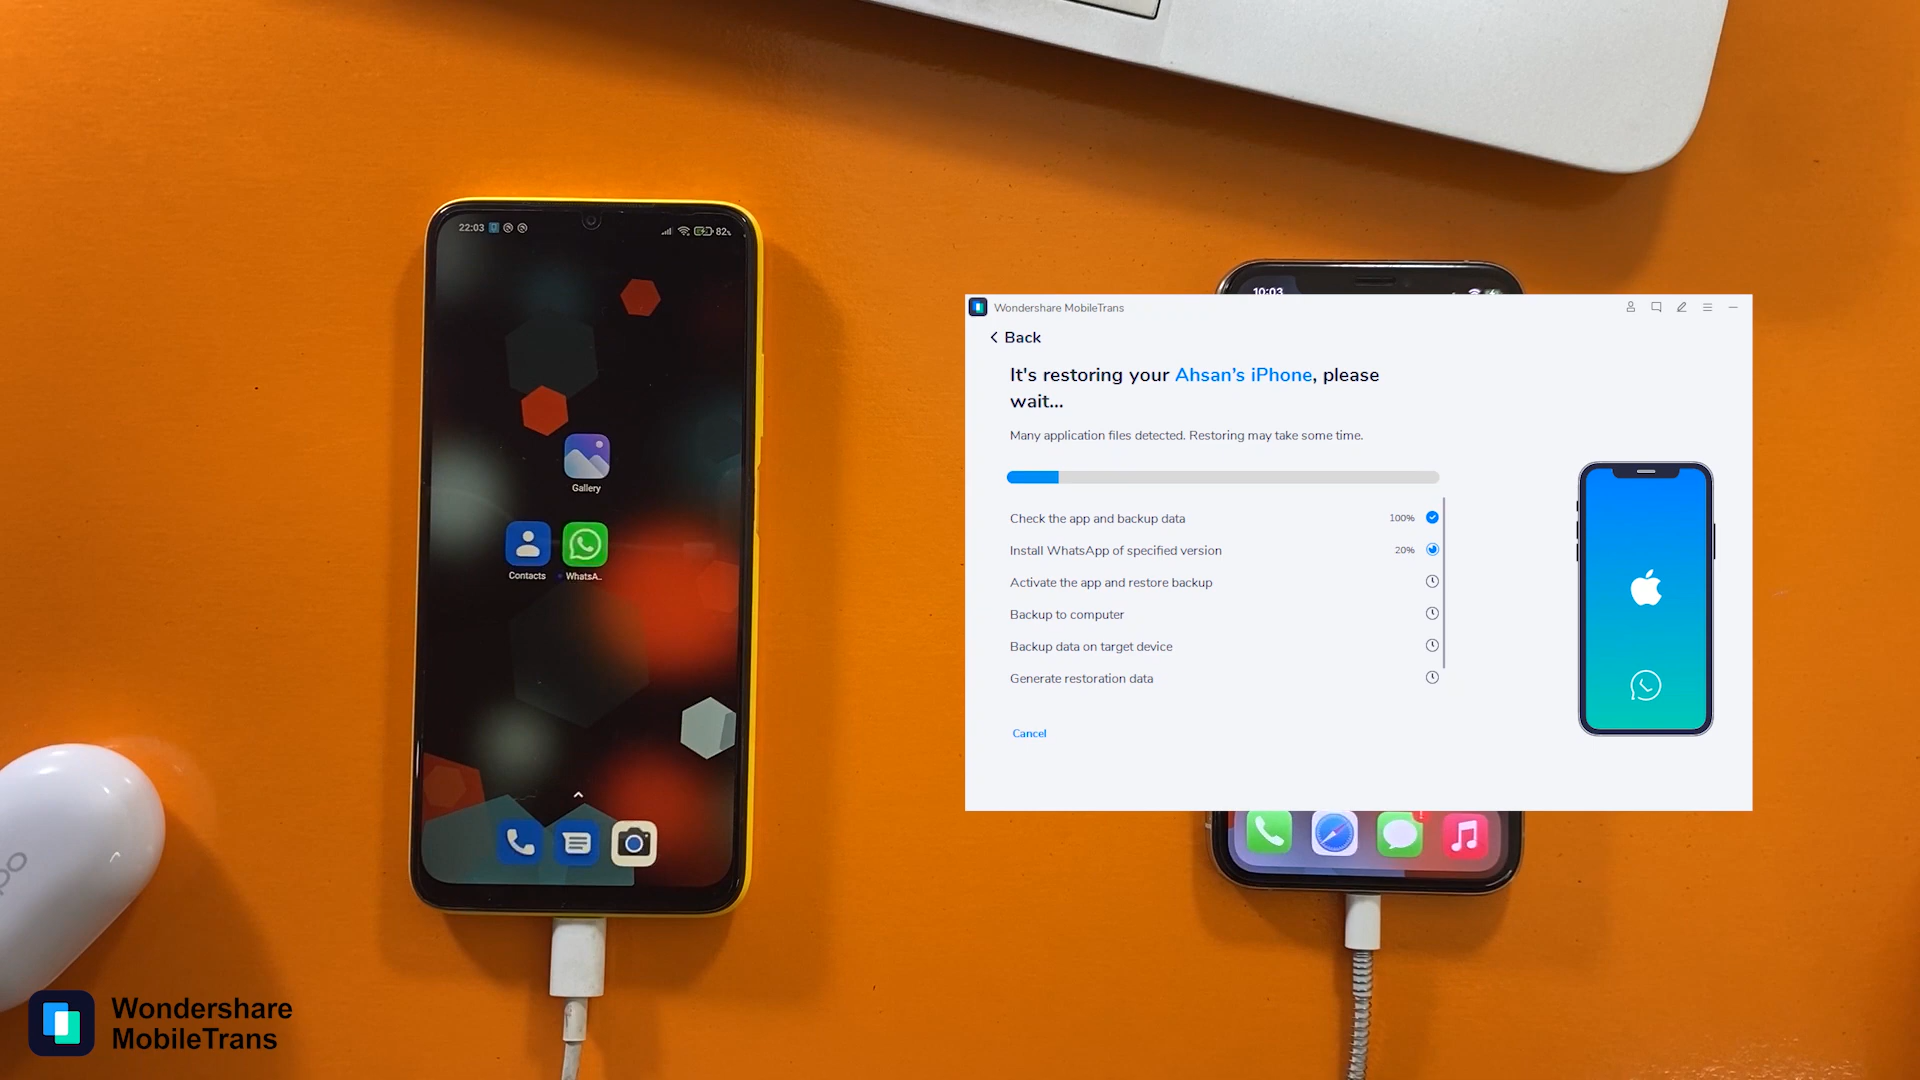 22:03
82%
Gallery
Contacts
WhatsA..
10:03
Wondershare MobileTrans
Back
It's restoring your Ahsan's iPhone, please
wait...
Many application files detected. Restoring may take some time.
Check the app and backup data 100%
Install WhatsApp of specified version 20%
Activate the app and restore backup
Backup to computer
Backup data on target device
Generate restoration data
Cancel
Wondershare
MobileTrans